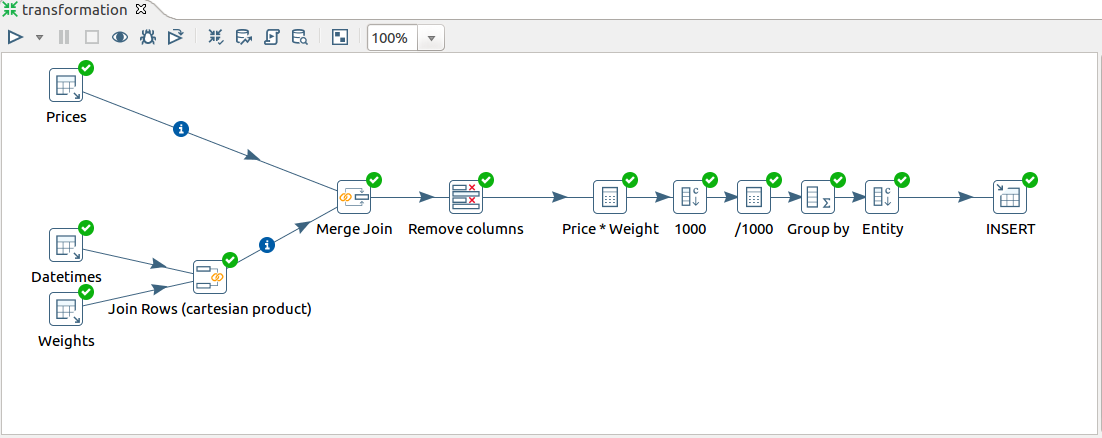 transformation
100%
Prices
Merge Join
Remove columns
Price * Weight
1000
/1000
Group by
Entity
INSERT
Datetimes
Join Rows (cartesian product)
Weights